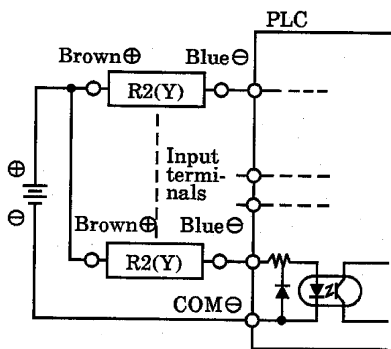 PLC
Brown⊕ Blue⊖
R2(Y)
⊕
⊖
Input
termi-
nals
Brown⊕ Blue⊖
R2(Y)
COM⊖